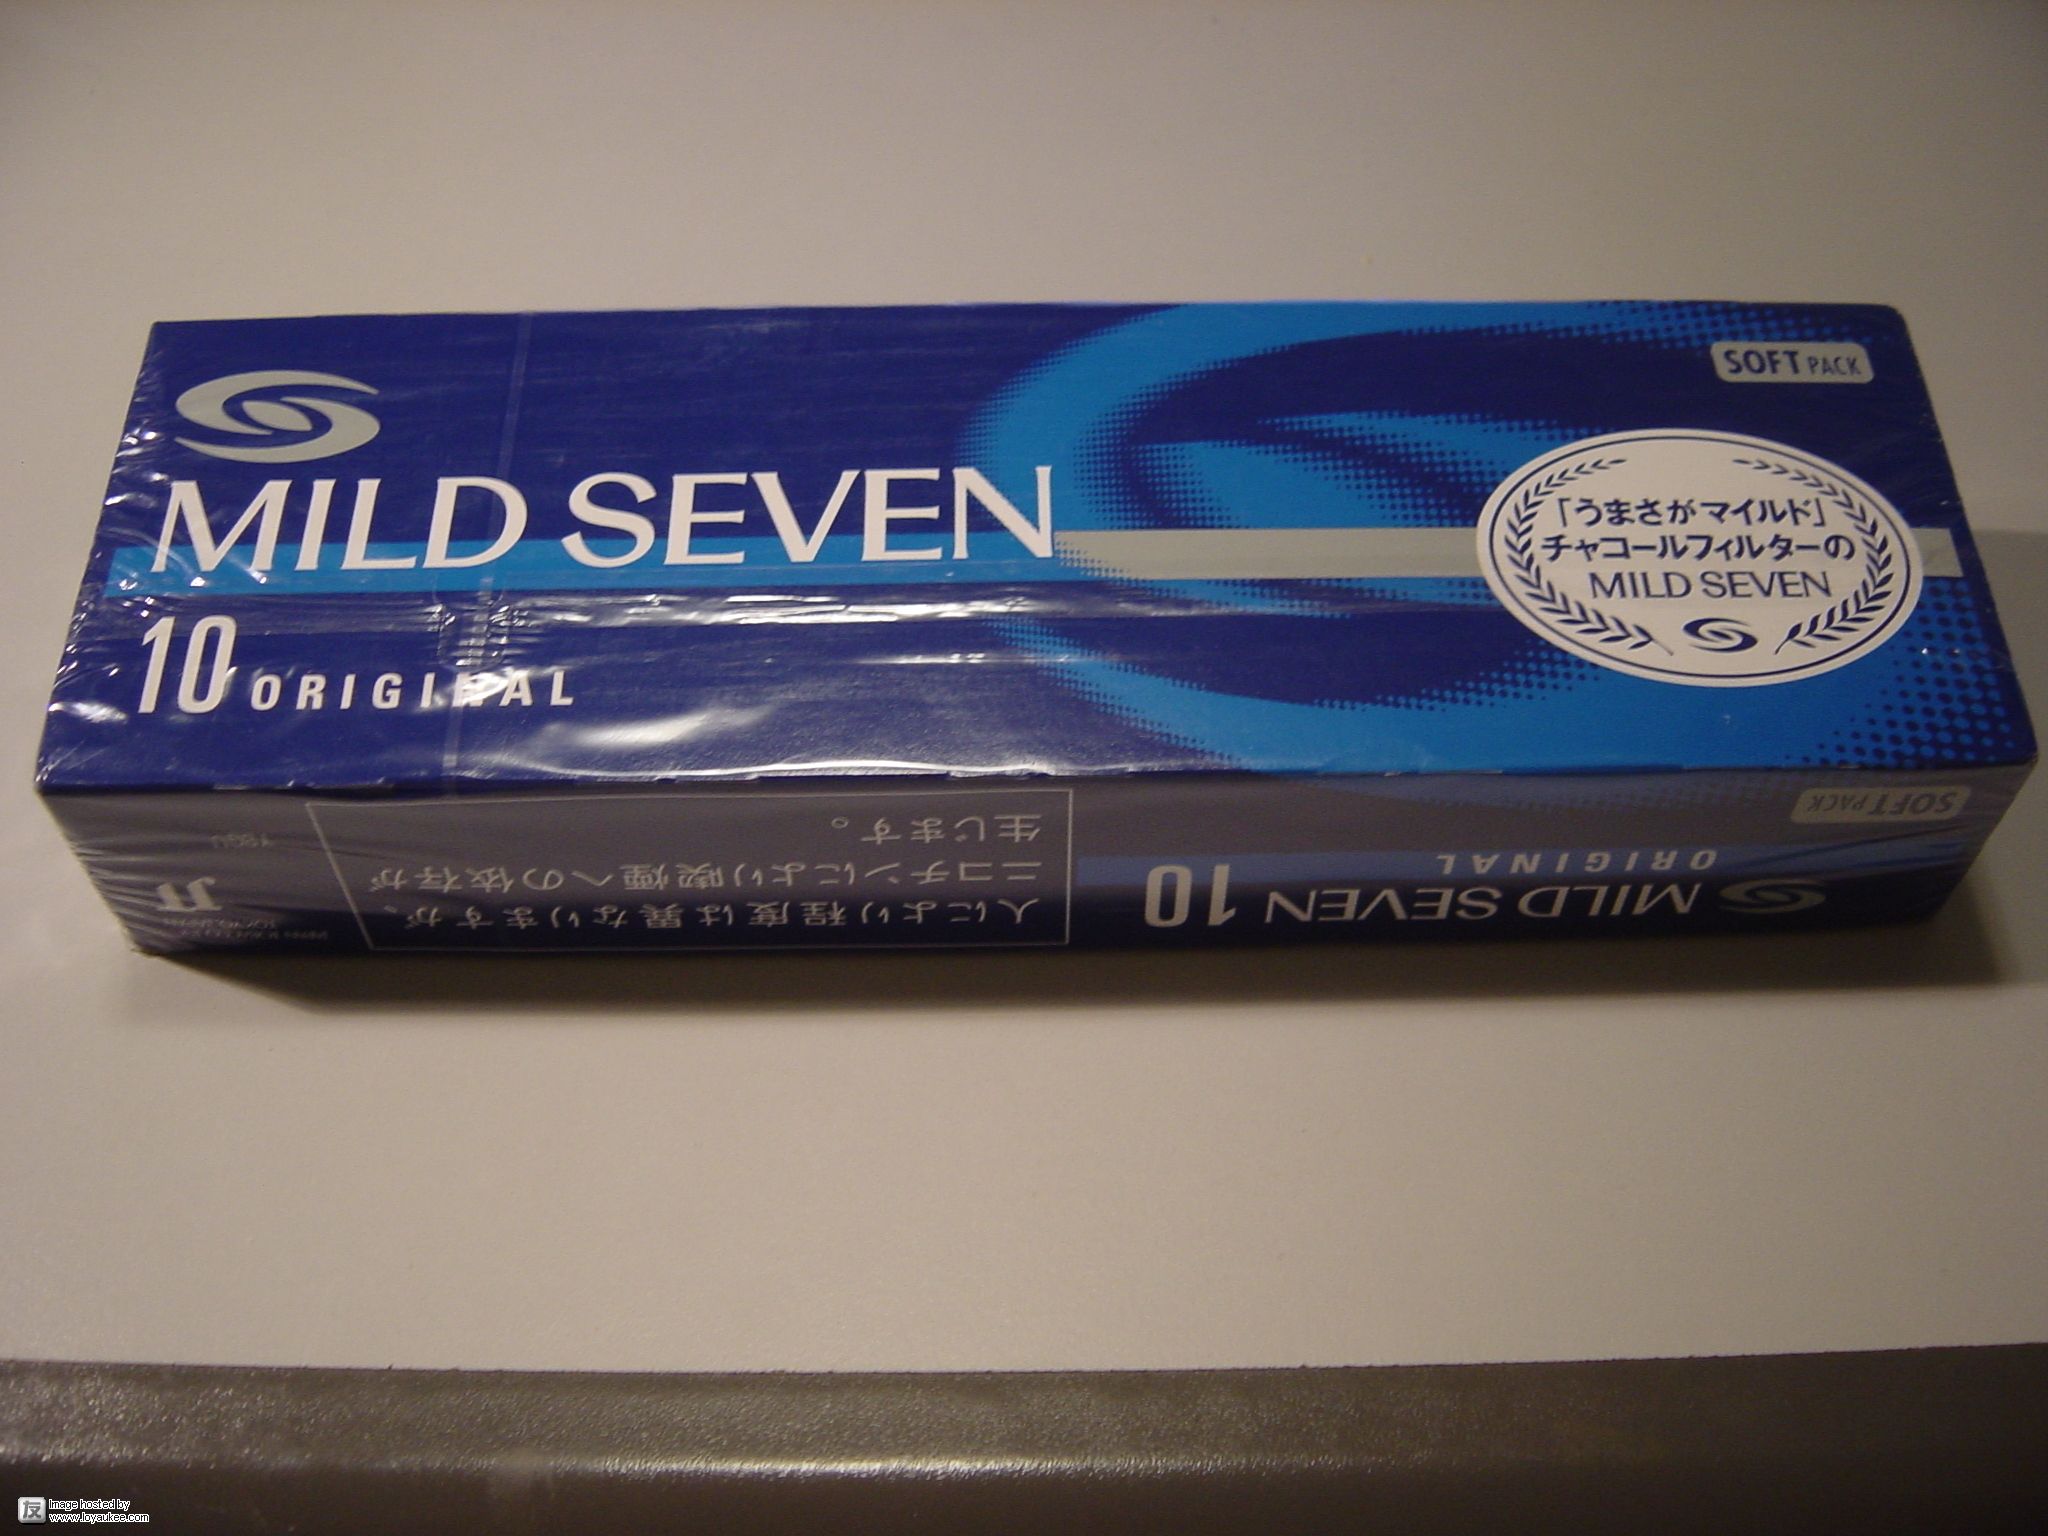 SOFT PACK
MILD SEVEN
10 ORIGINAL
「うまさがマイルド」
チャコールフィルターの
MILD SEVEN
SOFT PACK
MILD SEVEN 10
ORIGINAL
人により程度は異なりますが、
ニコチンにより喫煙への依存が
生じます。
JT
TOKYO, JAPAN
Image hosted by
www.loyaukee.com